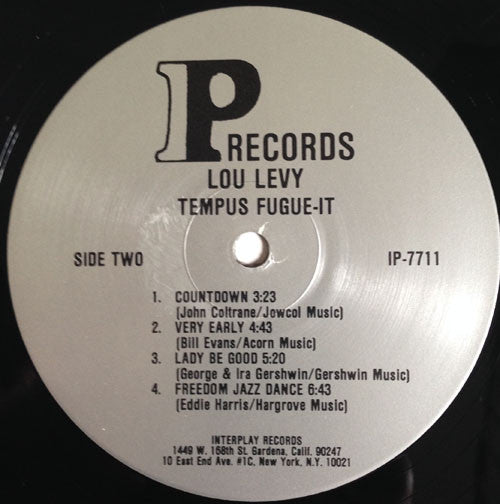 IP RECORDS
LOU LEVY
TEMPUS FUGUE-IT
SIDE TWO IP-7711
1. COUNTDOWN 3:23
(John Coltrane/Jowcol Music)
2. VERY EARLY 4:43
(Bill Evans/Acorn Music)
3. LADY BE GOOD 5:20
(George & Ira Gershwin/Gershwin Music)
4. FREEDOM JAZZ DANCE 6:43
(Eddie Harris/Hargrove Music)
INTERPLAY RECORDS
1449 W. 168th St. Gardena, Calif. 90247
10 East End Ave. #1C, New York, N.Y. 10021